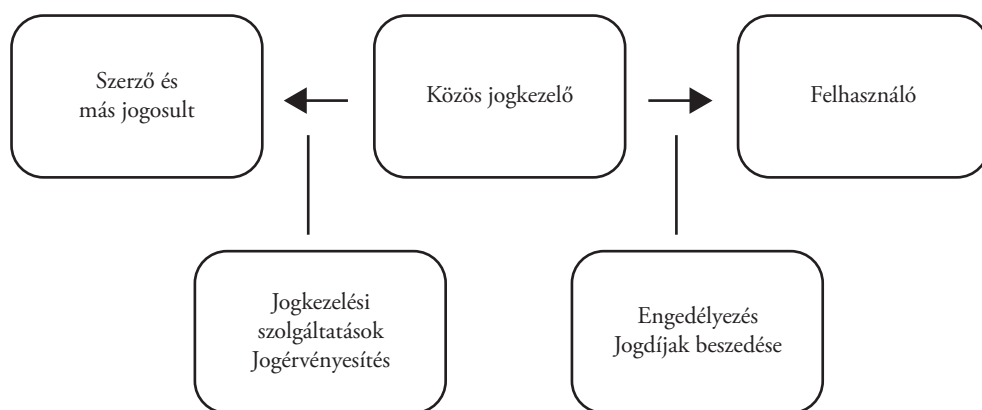 Szerző és
más jogosult
Közös jogkezelő
Felhasználó
Jogkezelési
szolgáltatások
Jogérvényesítés
Engedélyezés
Jogdíjak beszedése